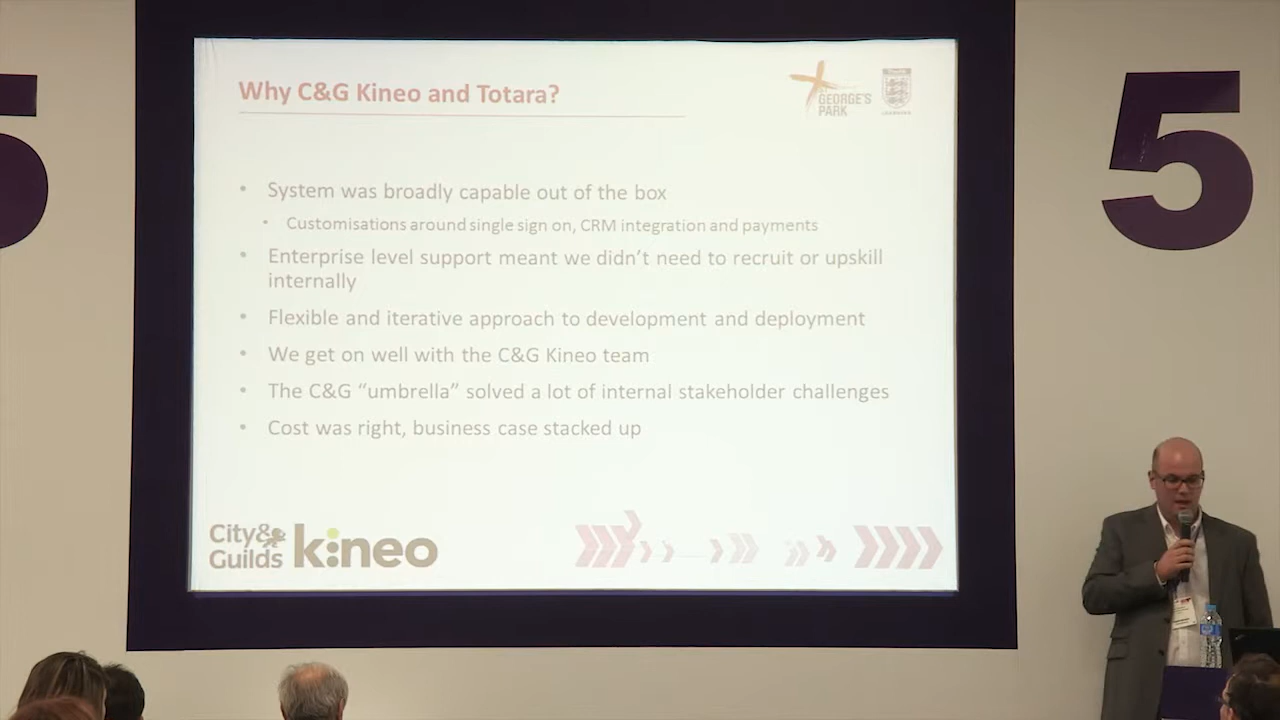 5
5
Why C&G Kineo and Totara?
GEORGE'S
PARK
• System was broadly capable out of the box
• Customisations around single sign on, CRM integration and payments
• Enterprise level support meant we didn't need to recruit or upskill
internally
• Flexible and iterative approach to development and deployment
• We get on well with the C&G Kineo team
• The C&G "umbrella" solved a lot of internal stakeholder challenges
• Cost was right, business case stacked up
City&
Guilds
kineo